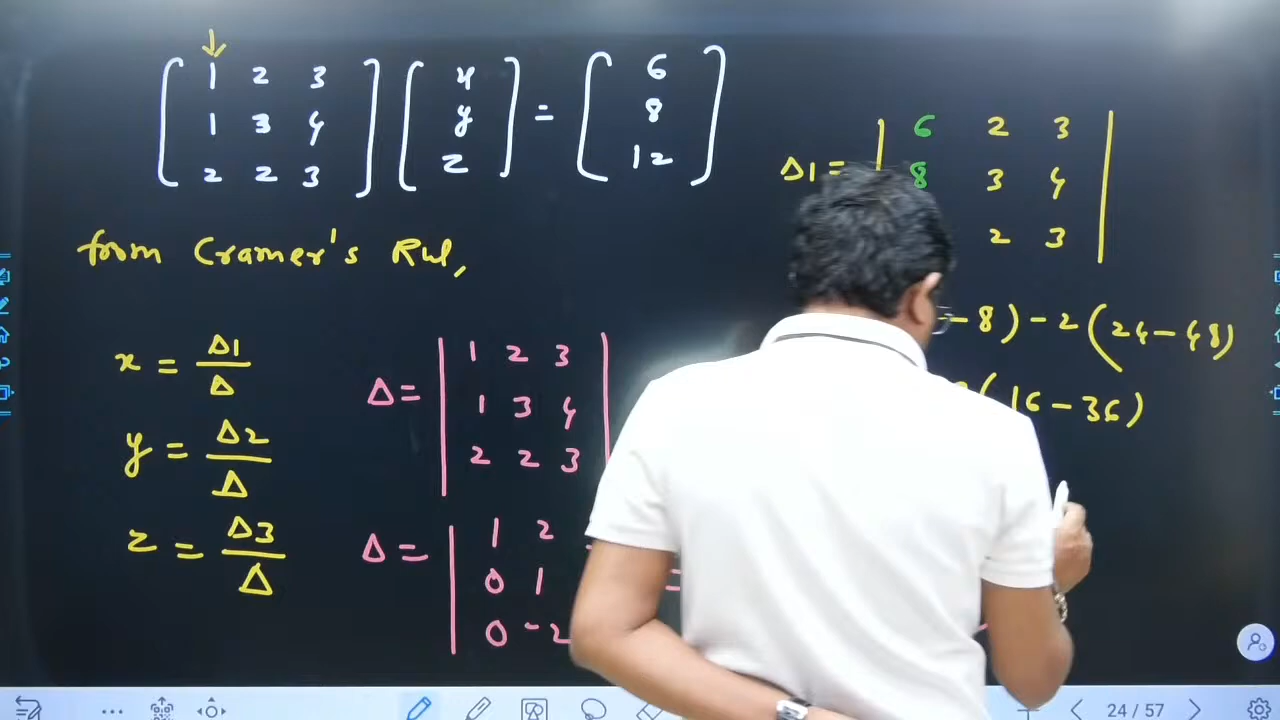 [ 1 2 3 ] [ x ] = [ 6 ]
[ 1 3 4 ] [ y ] [ 8 ]
[ 2 2 3 ] [ z ] [ 12 ]
from Cramer's Rul,
x = Δ1/Δ
y = Δ2/Δ
z = Δ3/Δ
Δ = | 1 2 3 |
| 1 3 4 |
| 2 2 3 |
Δ = | 1 2
| 0 1
| 0 -2
=
Δ1 = | 6 2 3 |
8 3 4 |
2 3 |
- 8) - 2 (24 - 48)
( 16 - 36)
24 / 57